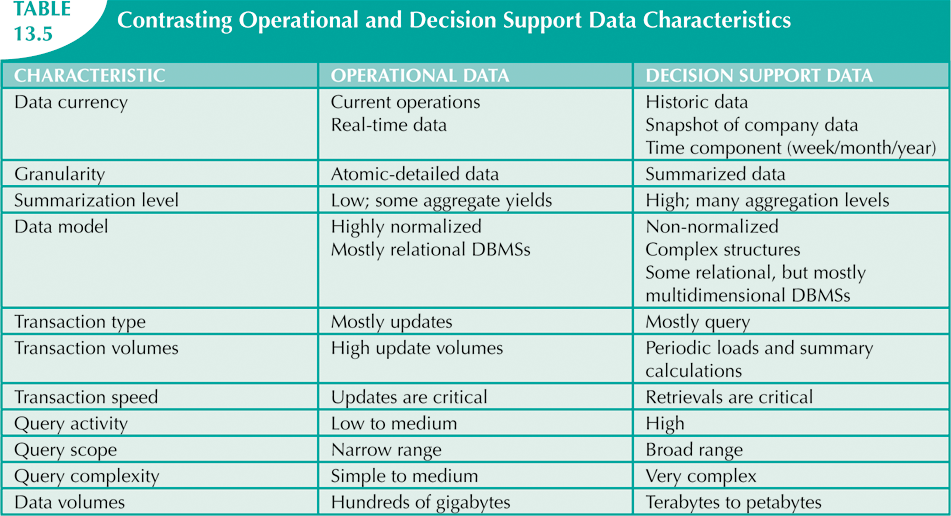 TABLE
13.5
Contrasting Operational and Decision Support Data Characteristics
CHARACTERISTIC OPERATIONAL DATA DECISION SUPPORT DATA
Data currency Current operations Historic data
Real-time data Snapshot of company data
Time component (week/month/year)
Granularity Atomic-detailed data Summarized data
Summarization level Low; some aggregate yields High; many aggregation levels
Data model Highly normalized Non-normalized
Mostly relational DBMSs Complex structures
Some relational, but mostly
multidimensional DBMSs
Transaction type Mostly updates Mostly query
Transaction volumes High update volumes Periodic loads and summary
calculations
Transaction speed Updates are critical Retrievals are critical
Query activity Low to medium High
Query scope Narrow range Broad range
Query complexity Simple to medium Very complex
Data volumes Hundreds of gigabytes Terabytes to petabytes